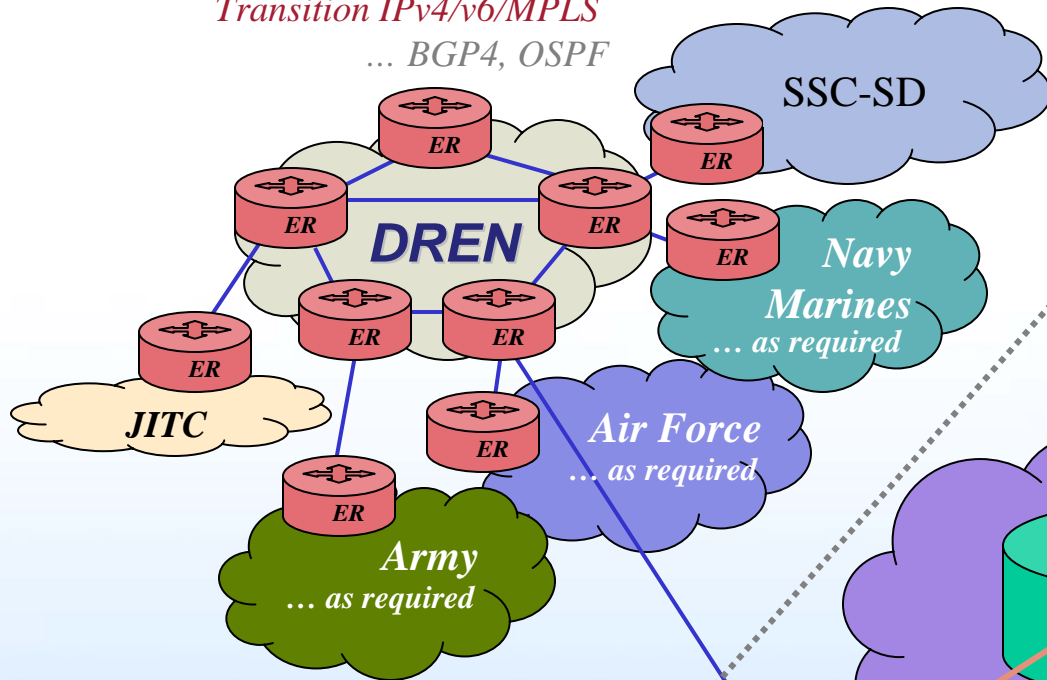 Transition IPv4/v6/MPLS
... BGP4, OSPF
SSC-SD
ER
ER
ER
ER
ER
DREN
Navy
Marines
... as required
ER
ER
ER
ER
JITC
ER
Air Force
... as required
ER
Army
... as required